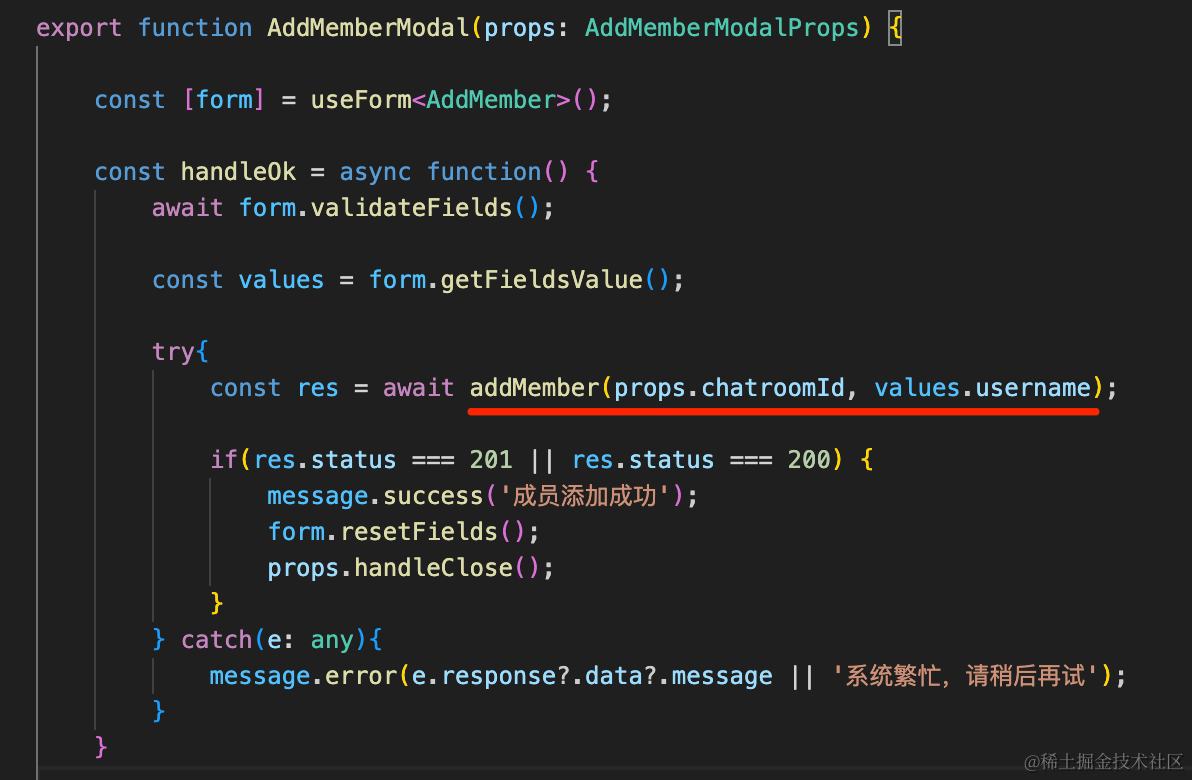 export function AddMemberModal(props: AddMemberModalProps) {
const [form] = useForm<AddMember>();
const handleOk = async function() {
await form.validateFields();
const values = form.getFieldsValue();
try{
const res = await addMember(props.chatroomId, values.username);
if(res.status === 201 || res.status === 200) {
message.success('成员添加成功');
form.resetFields();
props.handleClose();
}
} catch(e: any){
message.error(e.response?.data?.message || '系统繁忙，请稍后再试');
}
}
@稀土掘金技术社区